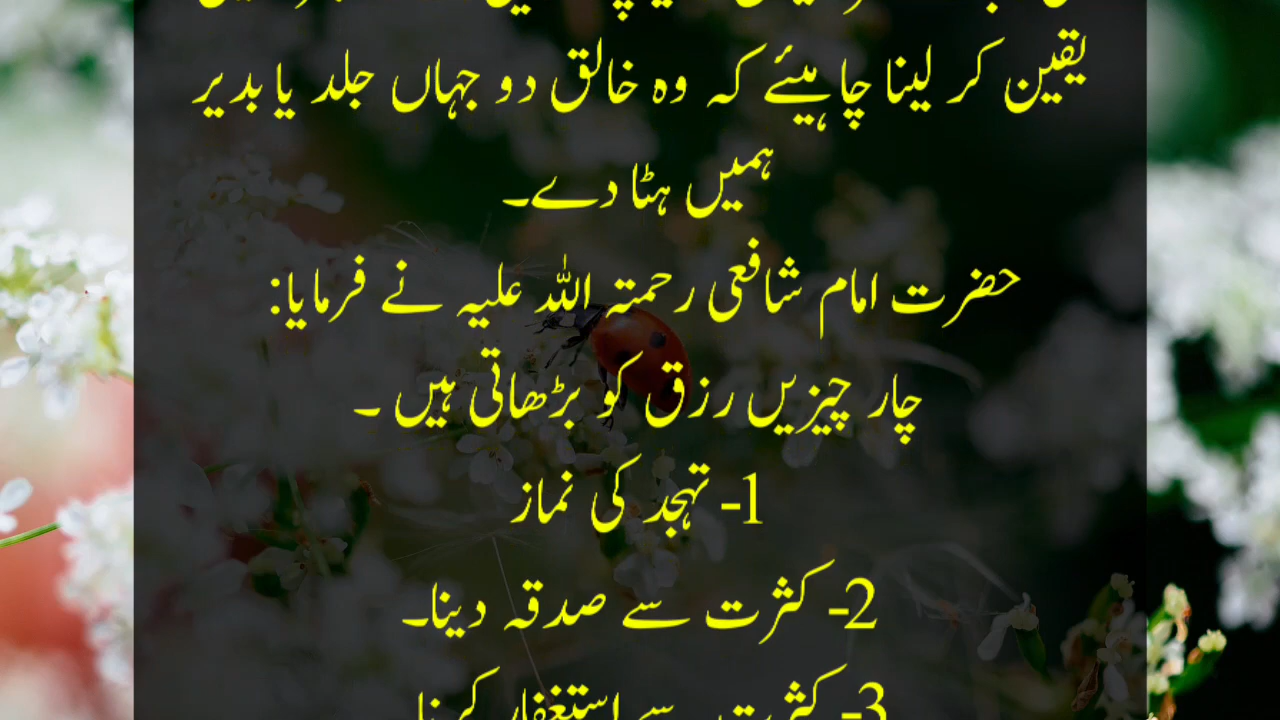 یقین کر لینا چاہیئے کہ وہ خالق دو جہاں جلد یا بدیر
ہمیں ہٹا دے۔
حضرت امام شافعی رحمتہ اللہ علیہ نے فرمایا:
چار چیزیں رزق کو بڑھاتی ہیں ۔
1- تہجد کی نماز
2- کثرت سے صدقہ دینا۔
3- کثرت سے استغفار کرنا